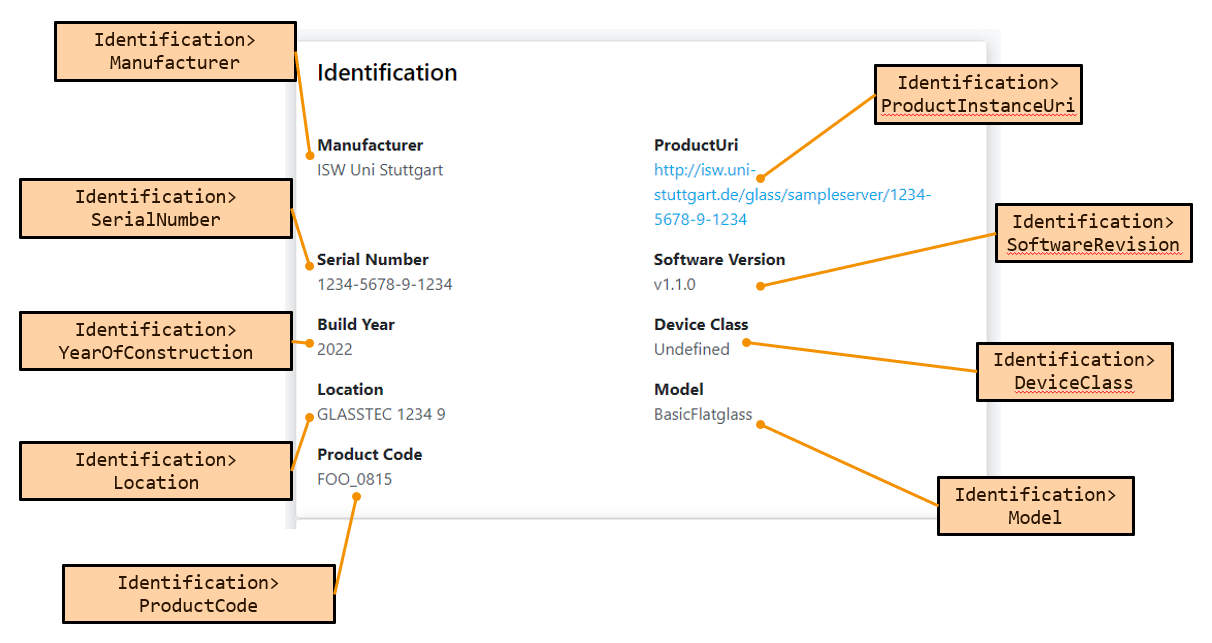 Identification>
Manufacturer
Identification
Identification>
ProductInstanceUri
Manufacturer
ISW Uni Stuttgart
ProductUri
http://isw.uni-
stuttgart.de/glass/sampleserver/1234-
5678-9-1234
Identification>
SerialNumber
Identification>
SoftwareRevision
Serial Number
1234-5678-9-1234
Software Version
v1.1.0
Identification>
YearOfConstruction
Build Year
2022
Device Class
Undefined
Identification>
DeviceClass
Location
GLASSTEC 1234 9
Model
BasicFlatglass
Identification>
Location
Product Code
FOO_0815
Identification>
Model
Identification>
ProductCode